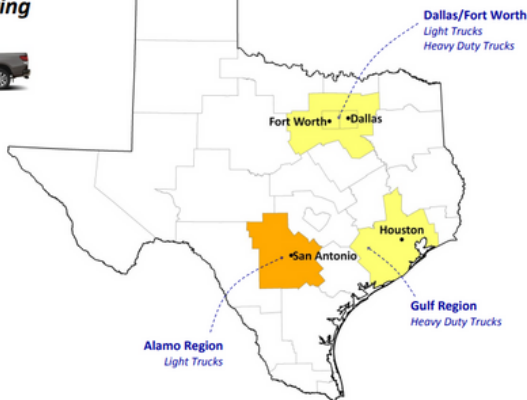 ing
Dallas/Fort Worth
Light Trucks
Heavy Duty Trucks
Fort Worth
Dallas
Houston
San Antonio
Gulf Region
Heavy Duty Trucks
Alamo Region
Light Trucks